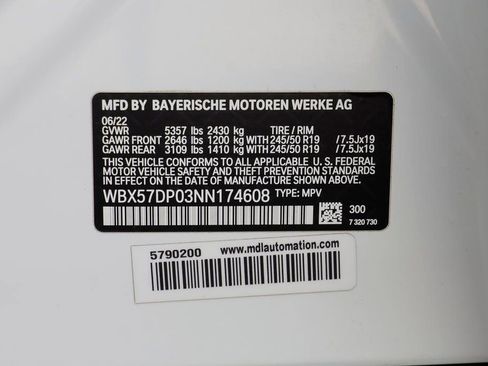 MFD BY BAYERISCHE MOTOREN WERKE AG
06/22
GVWR 5357 lbs 2430 kg TIRE / RIM
GAWR FRONT 2646 lbs 1200 kg WITH 245/50 R19 / 7.5Jx19
GAWR REAR 3109 lbs 1410 kg WITH 245/50 R19 / 7.5Jx19
THIS VEHICLE CONFORMS TO ALL APPLICABLE U. S. FEDERAL
MOTOR VEHICLE SAFETY, BUMPER, AND THEFT PREVENTION
STANDARDS IN EFFECT ON THE DATE OF MANUFACTURE SHOWN ABOVE.
WBX57DP03NN174608 TYPE: MPV
300
7 320 730
5790200 www.mdlautomation.com